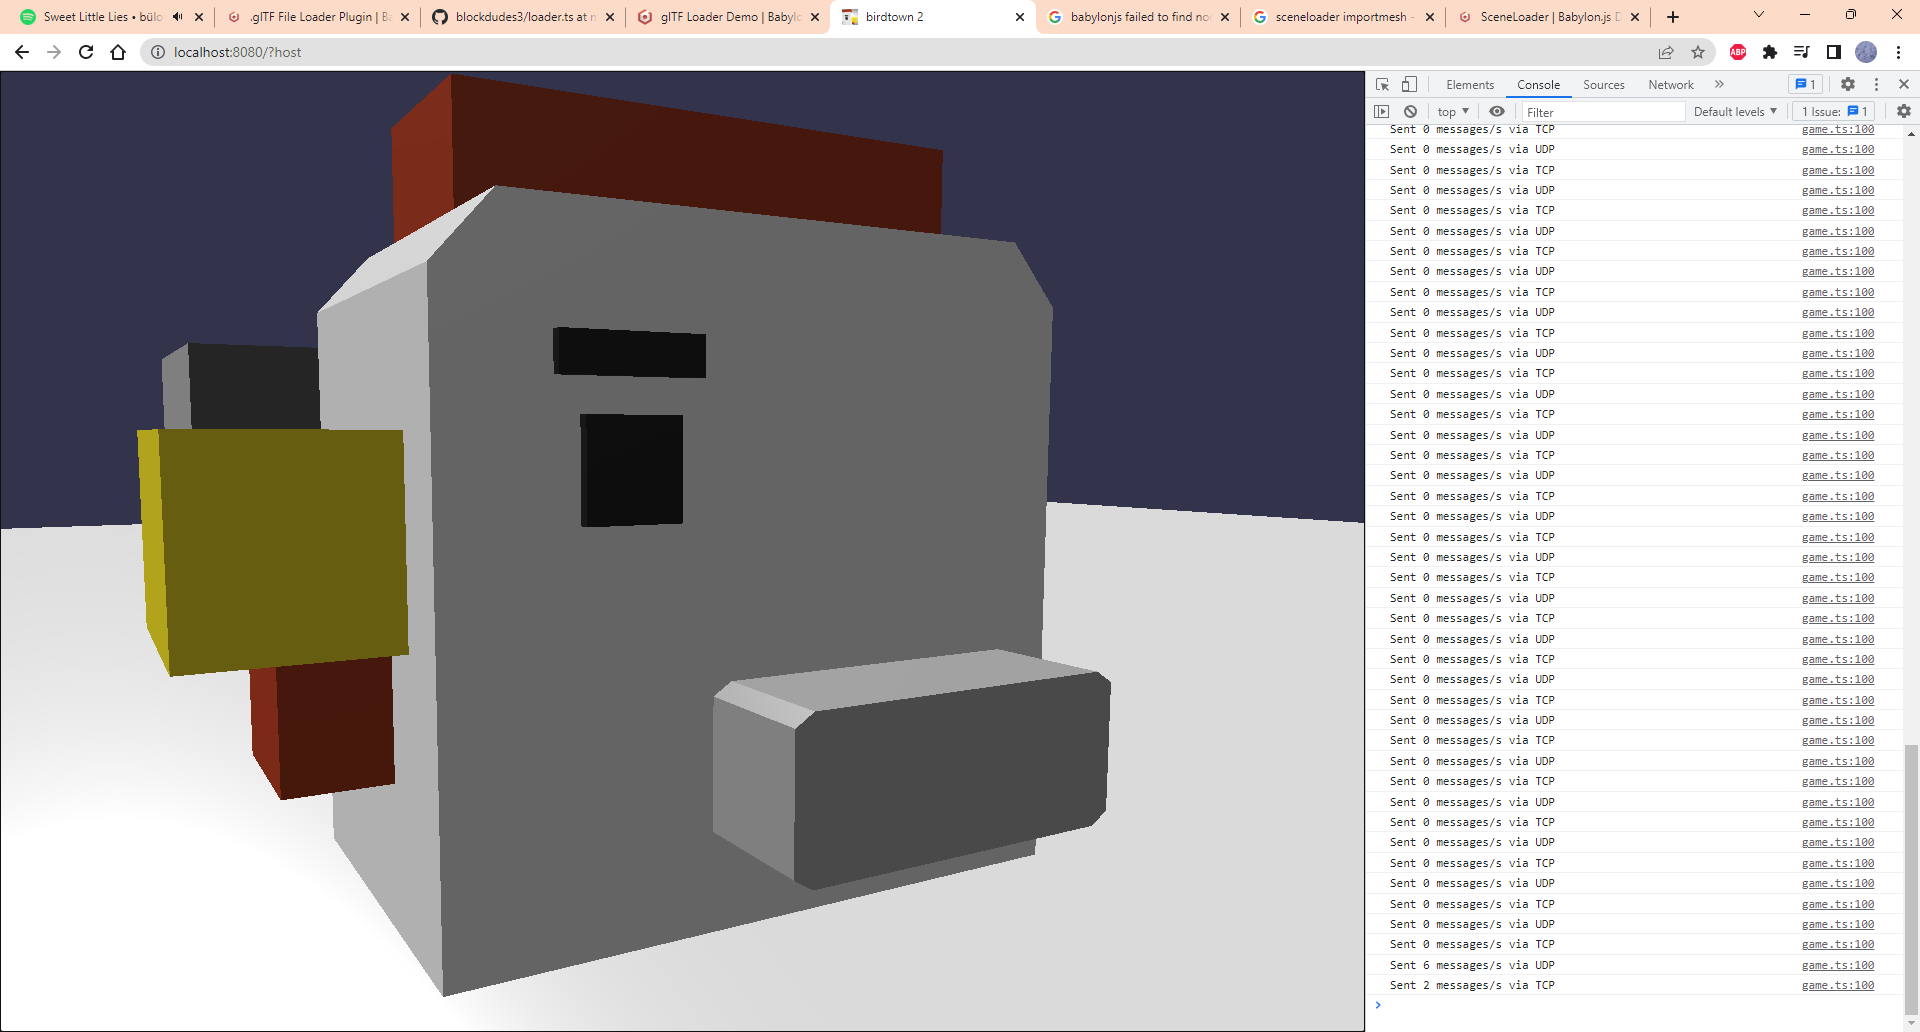 Sweet Little Lies • bülo
.glTF File Loader Plugin | Ba
blockdudes3/loader.ts at m
glTF Loader Demo | Babylo
birdtown 2
babylonjs failed to find no
sceneloader importmesh -
SceneLoader | Babylon.js D
localhost:8080/?host
ABP
Elements Console Sources Network » 1
top Filter Default levels 1 Issue: 1
Sent 0 messages/s via TCP game.ts:100
Sent 0 messages/s via UDP game.ts:100
Sent 0 messages/s via TCP game.ts:100
Sent 0 messages/s via UDP game.ts:100
Sent 0 messages/s via TCP game.ts:100
Sent 0 messages/s via UDP game.ts:100
Sent 0 messages/s via TCP game.ts:100
Sent 0 messages/s via UDP game.ts:100
Sent 0 messages/s via TCP game.ts:100
Sent 0 messages/s via UDP game.ts:100
Sent 0 messages/s via TCP game.ts:100
Sent 0 messages/s via UDP game.ts:100
Sent 0 messages/s via TCP game.ts:100
Sent 0 messages/s via UDP game.ts:100
Sent 0 messages/s via TCP game.ts:100
Sent 0 messages/s via UDP game.ts:100
Sent 0 messages/s via TCP game.ts:100
Sent 0 messages/s via UDP game.ts:100
Sent 0 messages/s via TCP game.ts:100
Sent 0 messages/s via UDP game.ts:100
Sent 0 messages/s via TCP game.ts:100
Sent 0 messages/s via UDP game.ts:100
Sent 0 messages/s via TCP game.ts:100
Sent 0 messages/s via UDP game.ts:100
Sent 0 messages/s via TCP game.ts:100
Sent 0 messages/s via UDP game.ts:100
Sent 0 messages/s via TCP game.ts:100
Sent 0 messages/s via UDP game.ts:100
Sent 0 messages/s via TCP game.ts:100
Sent 0 messages/s via UDP game.ts:100
Sent 0 messages/s via TCP game.ts:100
Sent 0 messages/s via UDP game.ts:100
Sent 0 messages/s via TCP game.ts:100
Sent 0 messages/s via UDP game.ts:100
Sent 0 messages/s via TCP game.ts:100
Sent 0 messages/s via UDP game.ts:100
Sent 0 messages/s via TCP game.ts:100
Sent 0 messages/s via UDP game.ts:100
Sent 0 messages/s via TCP game.ts:100
Sent 0 messages/s via UDP game.ts:100
Sent 0 messages/s via TCP game.ts:100
Sent 6 messages/s via UDP game.ts:100
Sent 2 messages/s via TCP game.ts:100